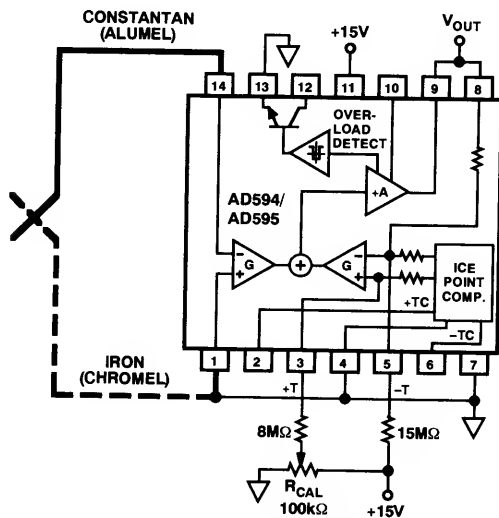 CONSTANTAN
(ALUMEL)
+15V
VOUT
14 13 12 11 10 9 8
OVER-
LOAD
DETECT
+A
AD594/
AD595
G
G
ICE
POINT
COMP.
+TC
–TC
1 2 3 4 5 6 7
IRON
(CHROMEL)
+T
–T
8MΩ
15MΩ
RCAL
100kΩ
+15V